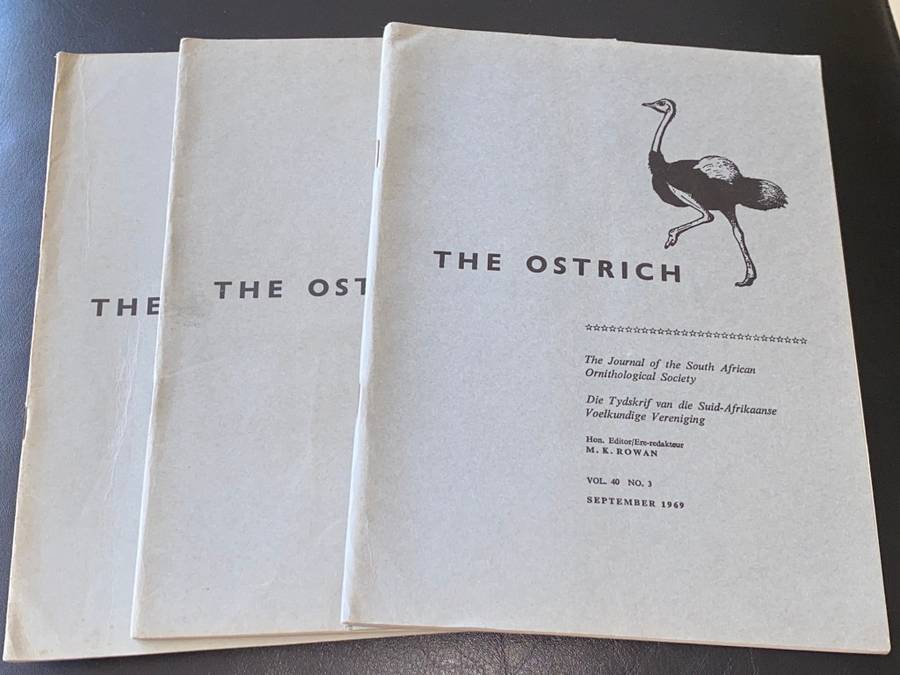 THE
THE OST
THE OSTRICH
☆☆☆☆☆☆☆☆☆☆☆☆☆☆☆☆☆☆☆☆☆☆☆☆☆☆☆☆
The Journal of the South African
Ornithological Society
Die Tydskrif van die Suid-Afrikaanse
Voelkundige Vereniging
Hon. Editor/Ere-redakteur
M. K. ROWAN
VOL. 40 NO. 3
SEPTEMBER 1969